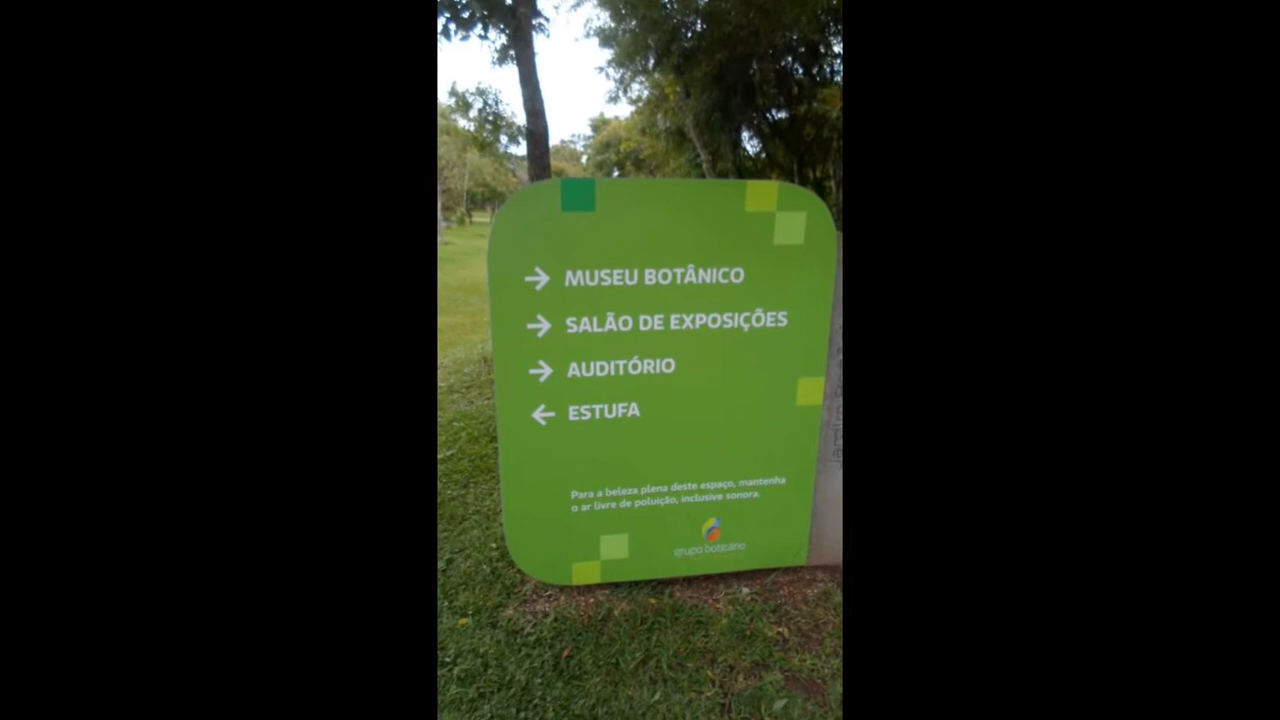 MUSEU BOTÂNICO
SALÃO DE EXPOSIÇÕES
AUDITÓRIO
ESTUFA
Para a beleza plena deste espaço, mantenha
o ar livre de poluição, inclusive sonora.
grupo boticário